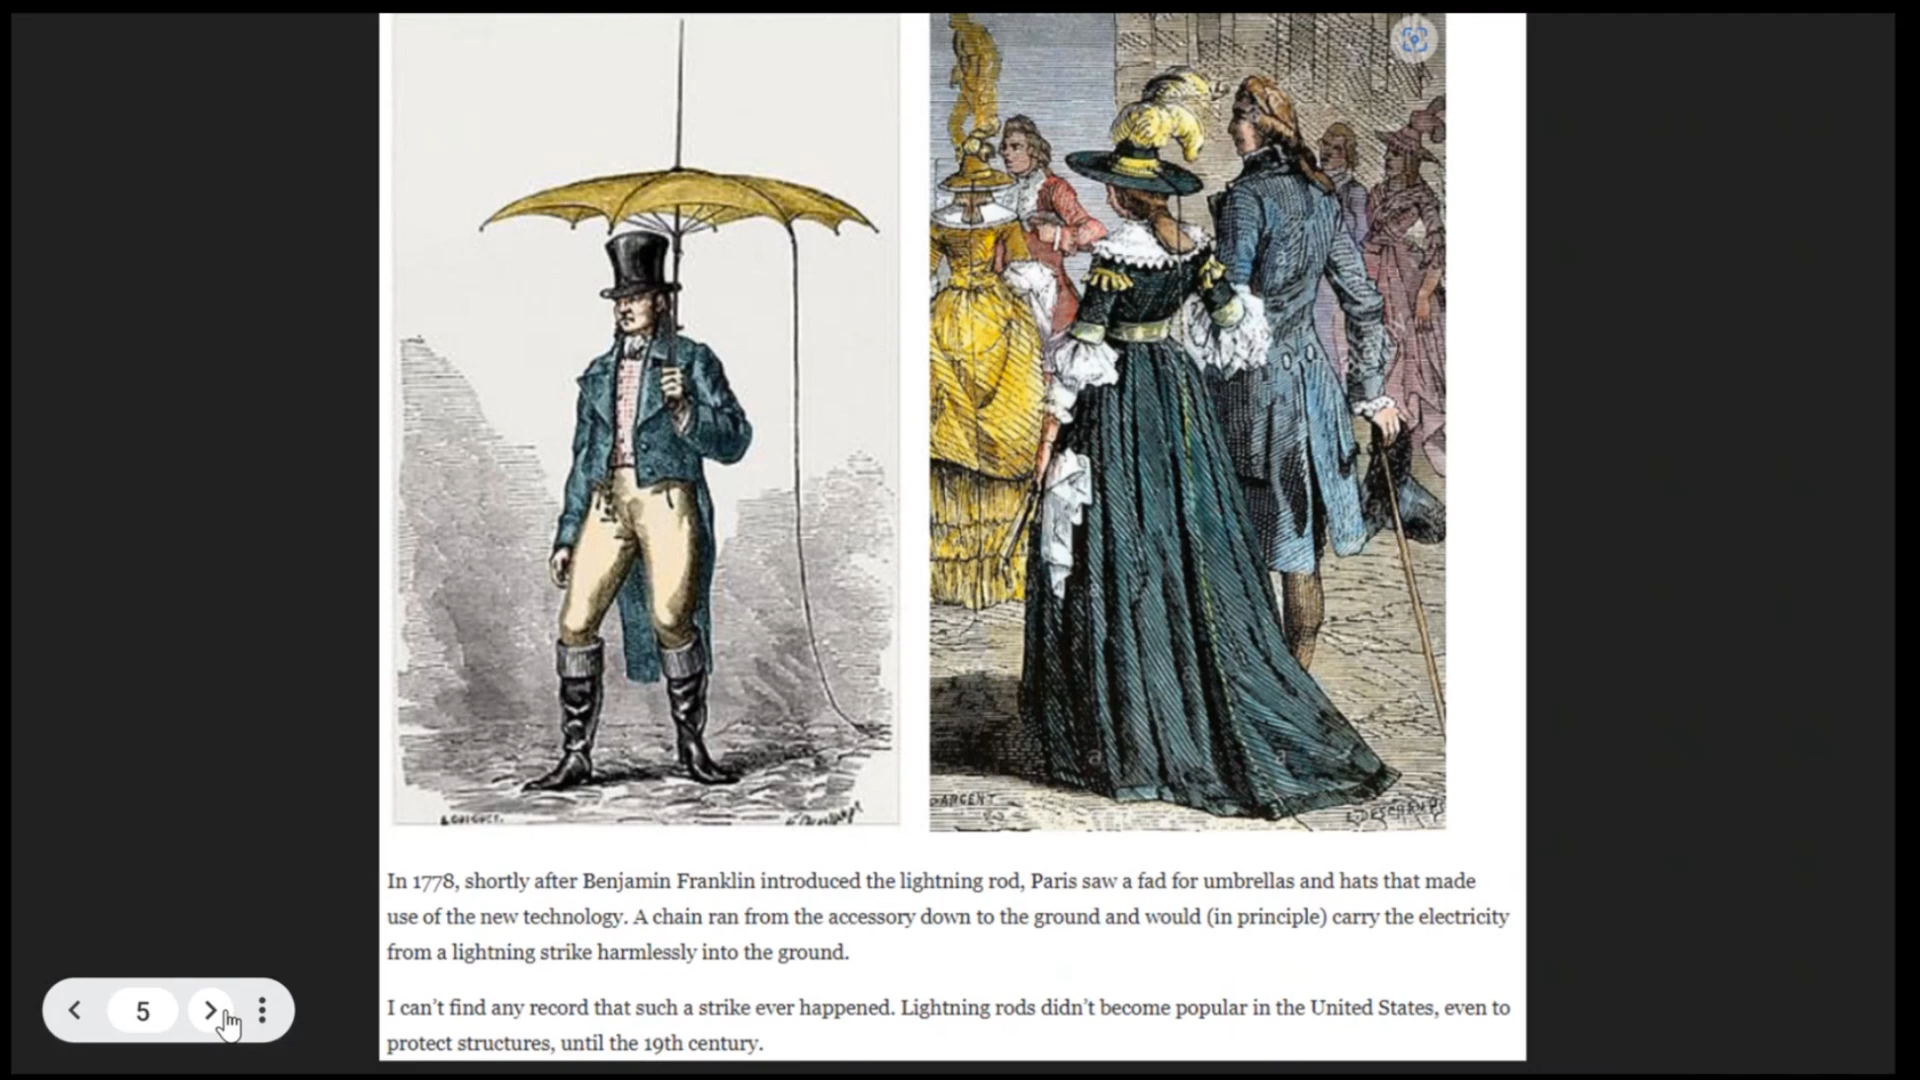 D'ARGENT
E.DESCHAMPS
In 1778, shortly after Benjamin Franklin introduced the lightning rod, Paris saw a fad for umbrellas and hats that made
use of the new technology. A chain ran from the accessory down to the ground and would (in principle) carry the electricity
from a lightning strike harmlessly into the ground.
I can't find any record that such a strike ever happened. Lightning rods didn't become popular in the United States, even to
protect structures, until the 19th century.
5